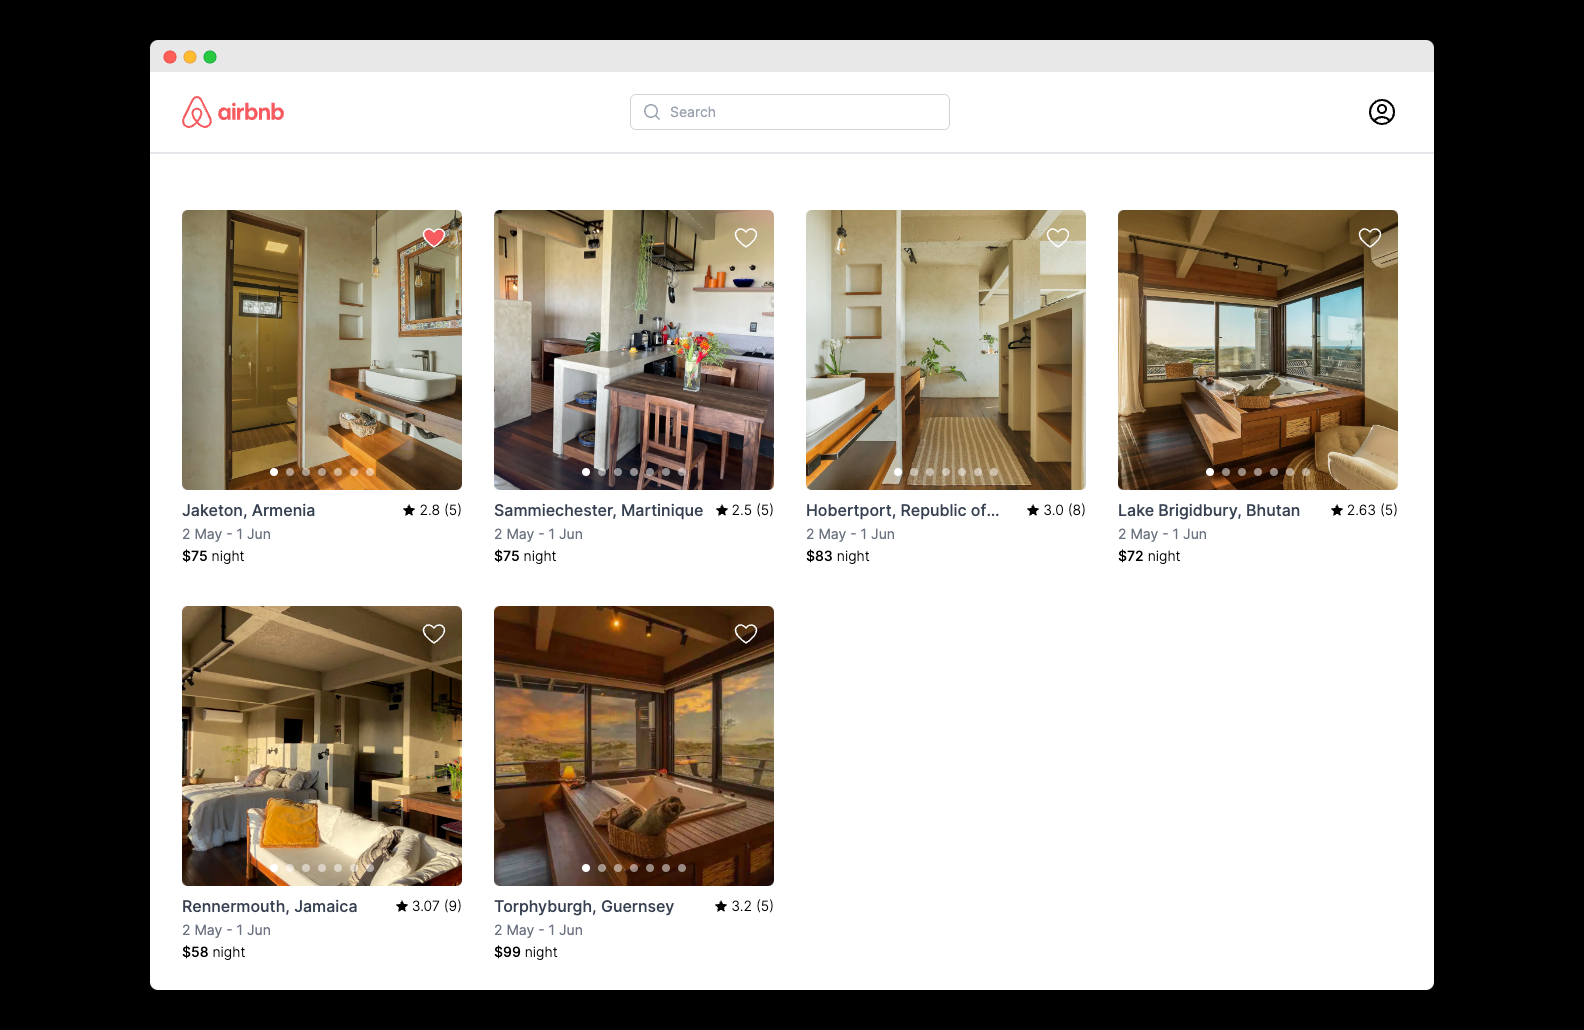 airbnb
Search
Jaketon, Armenia
2.8 (5)
2 May - 1 Jun
$75 night
Sammiechester, Martinique
2.5 (5)
2 May - 1 Jun
$75 night
Hobertport, Republic of...
3.0 (8)
2 May - 1 Jun
$83 night
Lake Brigidbury, Bhutan
2.63 (5)
2 May - 1 Jun
$72 night
Rennermouth, Jamaica
3.07 (9)
2 May - 1 Jun
$58 night
Torphyburgh, Guernsey
3.2 (5)
2 May - 1 Jun
$99 night